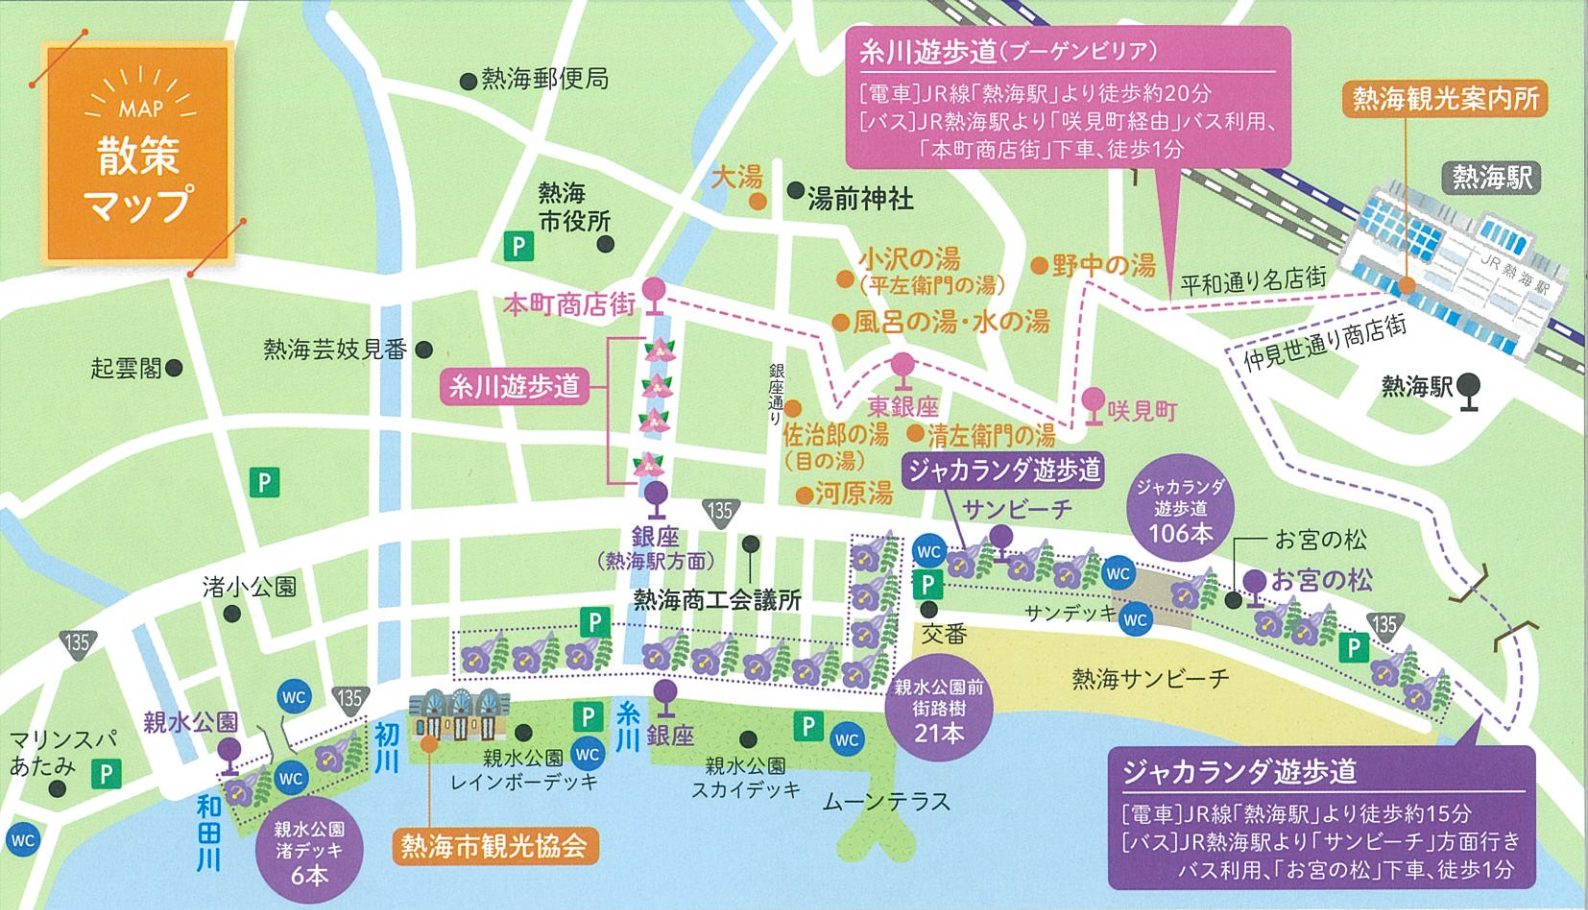 MAP
散策
マップ
熱海郵便局
糸川遊歩道(ブーゲンビリア)
[電車]JR線「熱海駅」より徒歩約20分
[バス]JR熱海駅より「咲見町経由」バス利用、
「本町商店街」下車、徒歩1分
熱海観光案内所
熱海駅
JR熱海駅
大湯
湯前神社
熱海
市役所
P
小沢の湯
(平左衛門の湯)
野中の湯
平和通り名店街
本町商店街
風呂の湯・水の湯
仲見世通り商店街
熱海芸妓見番
起雲閣
糸川遊歩道
銀座通り
東銀座
咲見町
熱海駅
佐治郎の湯
(目の湯)
清左衛門の湯
河原湯
ジャカランダ遊歩道
サンビーチ
ジャカランダ
遊歩道
106本
P
135
銀座
(熱海駅方面)
熱海商工会議所
WC
P
交番
WC
サンデッキ
WC
お宮の松
お宮の松
135
P
渚小公園
135
P
熱海サンビーチ
親水公園前
街路樹
21本
WC
135
親水公園
マリンスパ
あたみ
P
WC
WC
和田川
初川
親水公園
渚デッキ
6本
親水公園
レインボーデッキ
P
WC
糸川
銀座
親水公園
スカイデッキ
P
WC
ムーンテラス
熱海市観光協会
ジャカランダ遊歩道
[電車]JR線「熱海駅」より徒歩約15分
[バス]JR熱海駅より「サンビーチ」方面行き
バス利用、「お宮の松」下車、徒歩1分